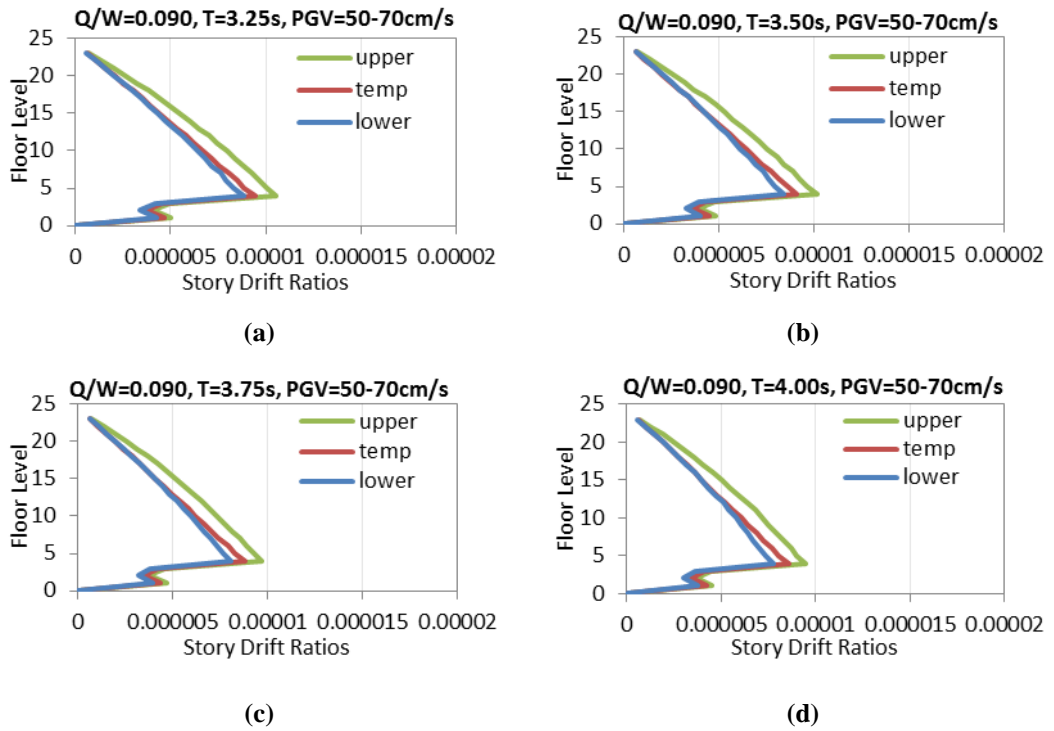 Q/W=0.090, T=3.25s, PGV=50-70cm/s
25
20
15
10
5
0
Floor Level
upper
temp
lower
0 0.000005 0.00001 0.000015 0.00002
Story Drift Ratios
(a)
Q/W=0.090, T=3.50s, PGV=50-70cm/s
25
20
15
10
5
0
Floor Level
upper
temp
lower
0 0.000005 0.00001 0.000015 0.00002
Story Drift Ratios
(b)
Q/W=0.090, T=3.75s, PGV=50-70cm/s
25
20
15
10
5
0
Floor Level
upper
temp
lower
0 0.000005 0.00001 0.000015 0.00002
Story Drift Ratios
(c)
Q/W=0.090, T=4.00s, PGV=50-70cm/s
25
20
15
10
5
0
Floor Level
upper
temp
lower
0 0.000005 0.00001 0.000015 0.00002
Story Drift Ratios
(d)